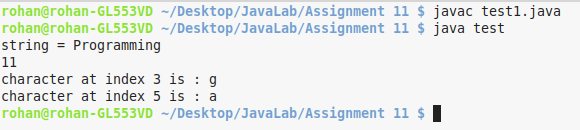 rohan@rohan-GL553VD ~/Desktop/JavaLab/Assignment 11 $ javac test1.java
rohan@rohan-GL553VD ~/Desktop/JavaLab/Assignment 11 $ java test
string = Programming
11
character at index 3 is : g
character at index 5 is : a
rohan@rohan-GL553VD ~/Desktop/JavaLab/Assignment 11 $